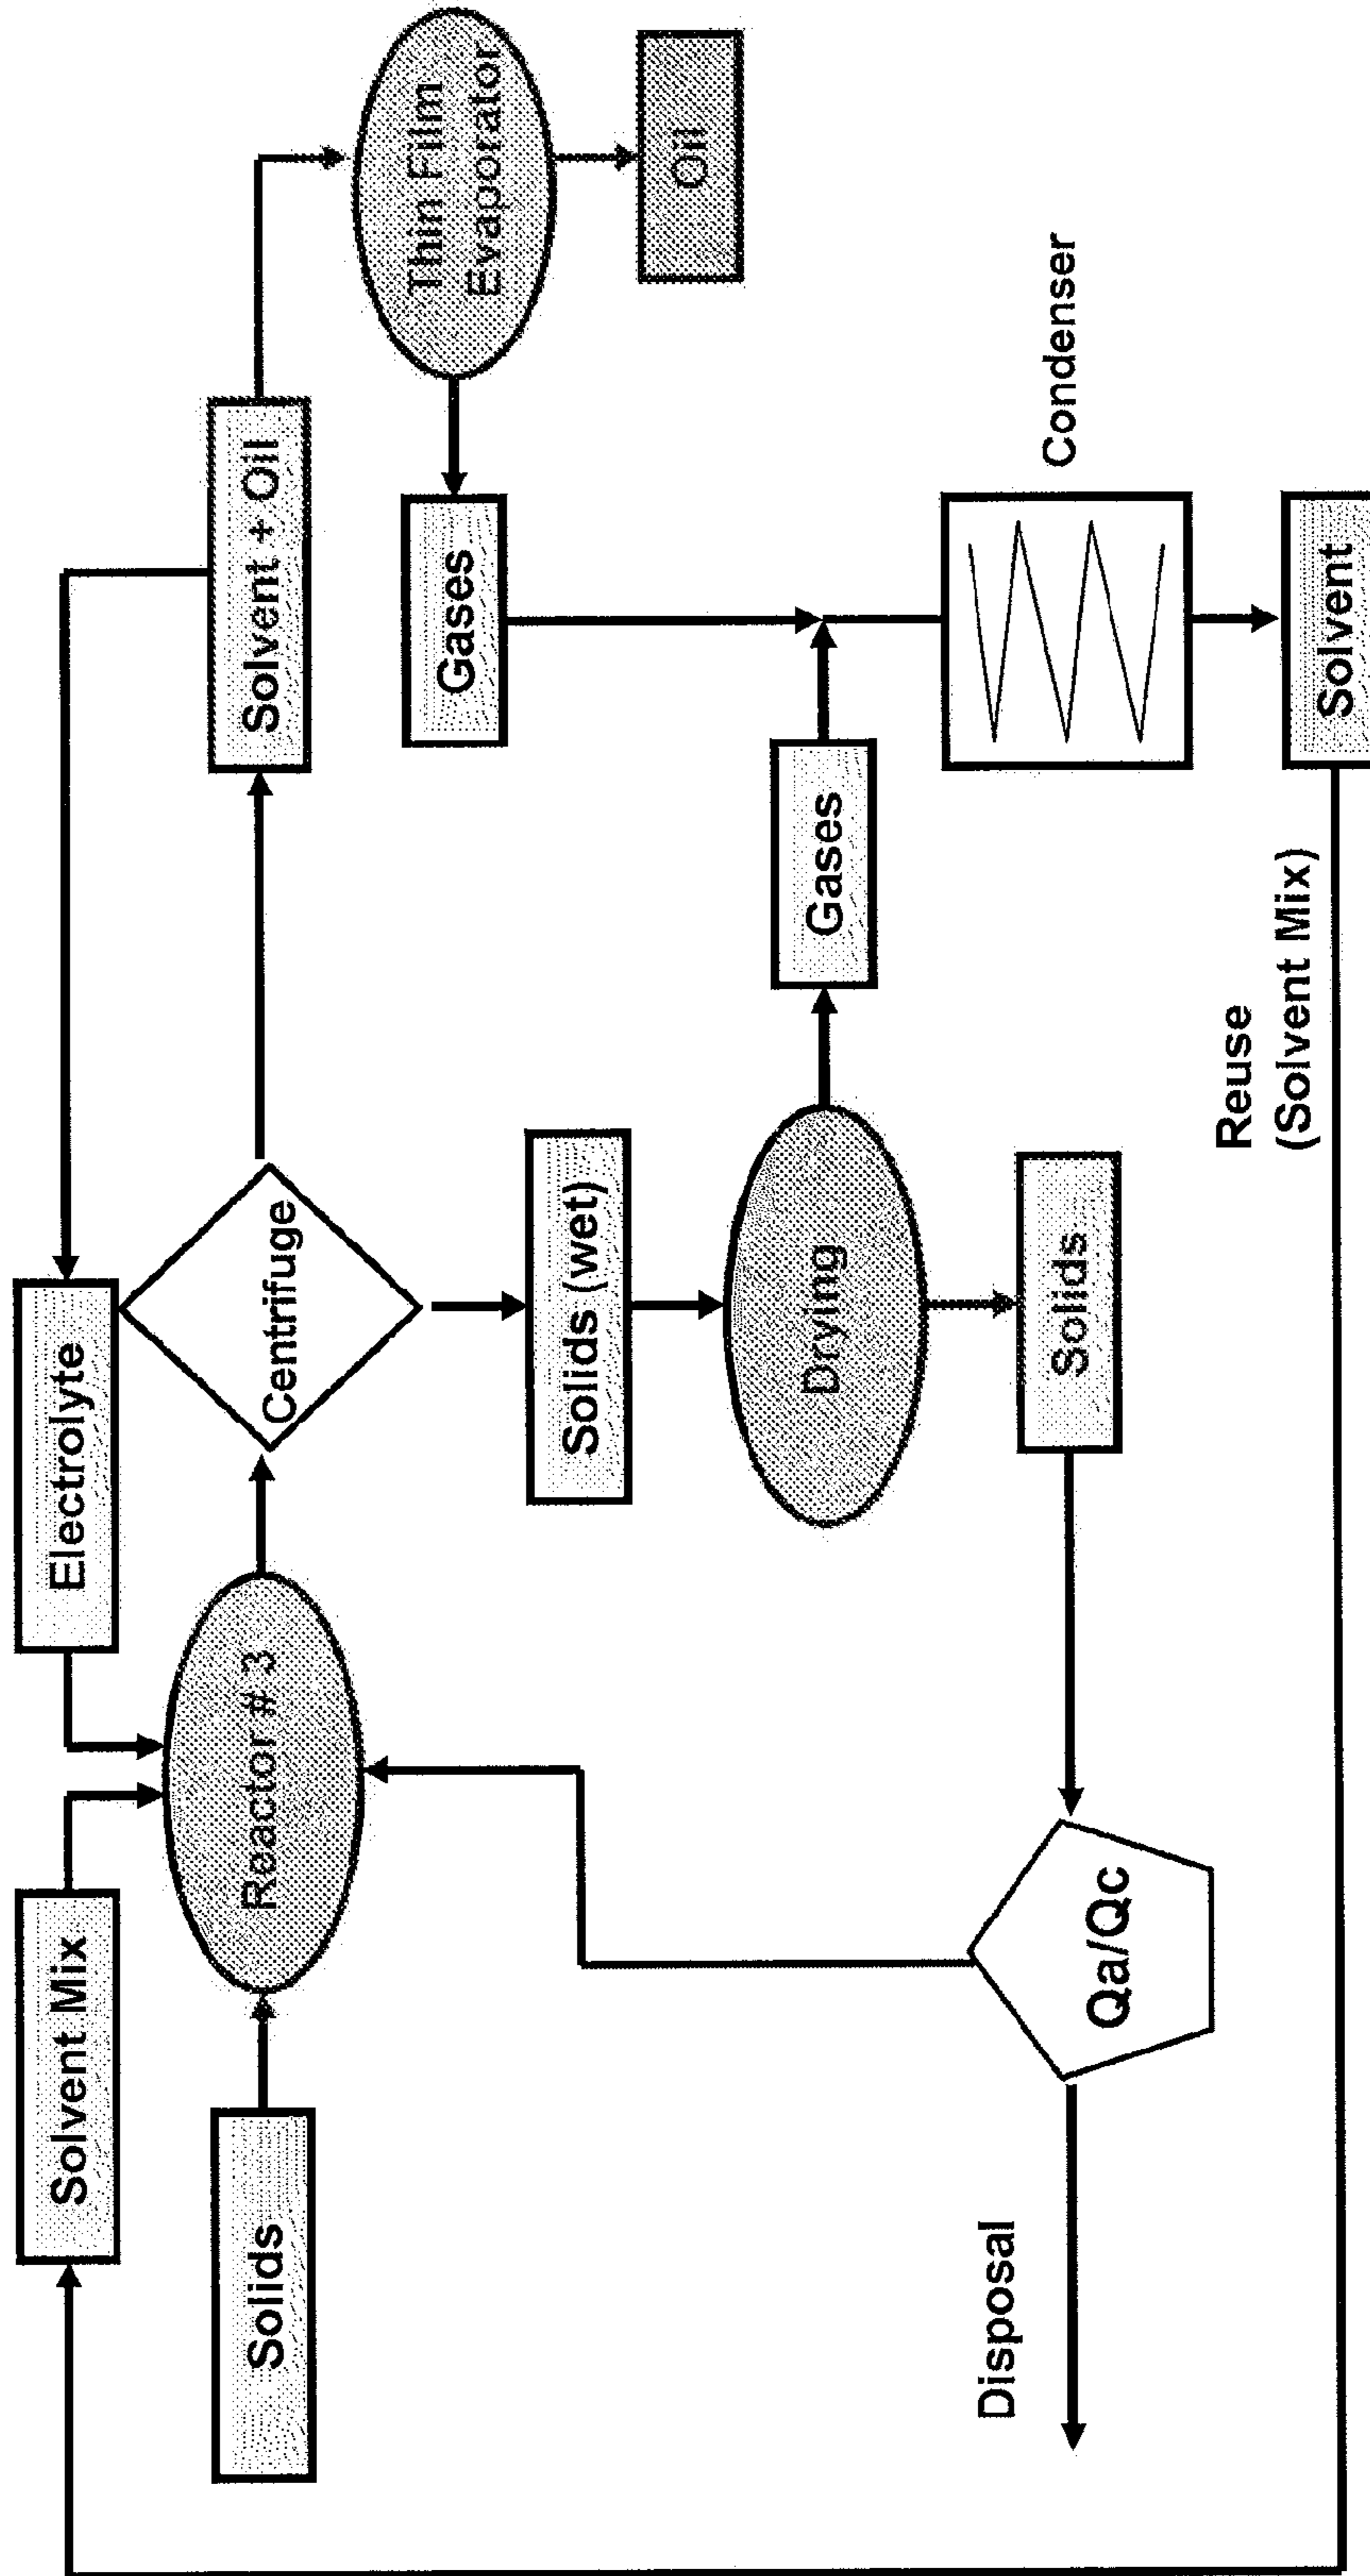 Solvent Mix
Electrolyte
Solids
Reactor # 3
Centrifuge
Solvent + Oil
Thin Film
Evaporator
Gases
Solids (wet)
Oil
Drying
Gases
Disposal
Qa/Qc
Solids
Condenser
Reuse
(Solvent Mix)
Solvent